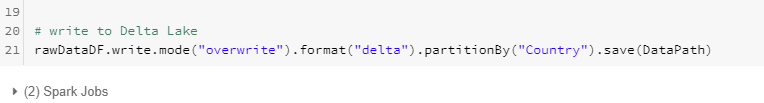 19
20 # write to Delta Lake
21 rawDataDF.write.mode("overwrite").format("delta").partitionBy("Country").save(DataPath)
(2) Spark Jobs